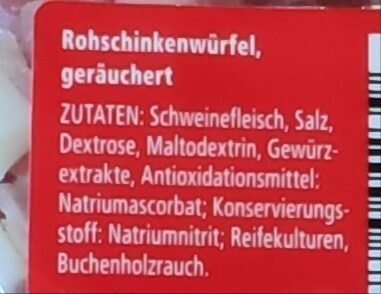 Rohschinkenwürfel,
geräuchert
ZUTATEN: Schweinefleisch, Salz,
Dextrose, Maltodextrin, Gewürz-
extrakte, Antioxidationsmittel:
Natriumascorbat; Konservierungs-
stoff: Natriumnitrit; Reifekulturen,
Buchenholzrauch.